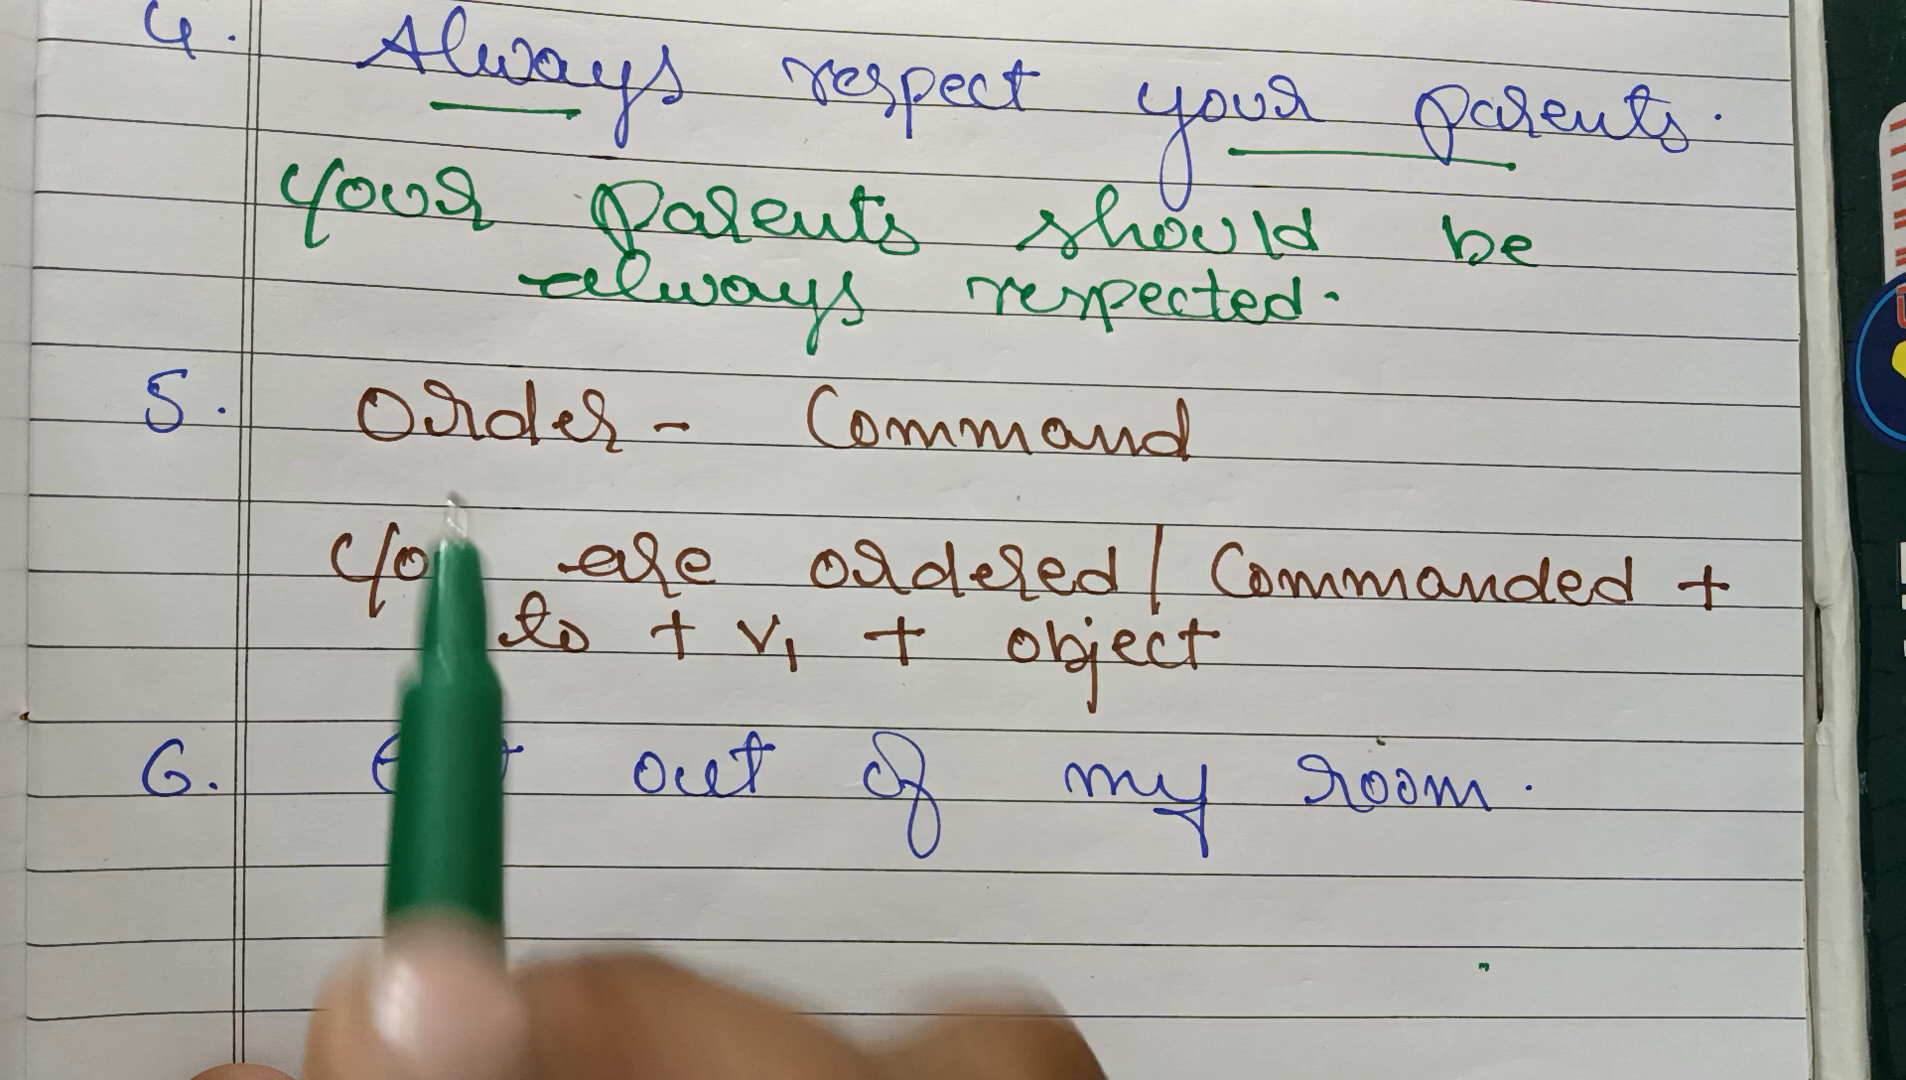 4. Always respect your parents.
Your Parents should be
always respected.
5. Order - Command
are ordered/Commanded +
to + V1 + object
6. out of my room.